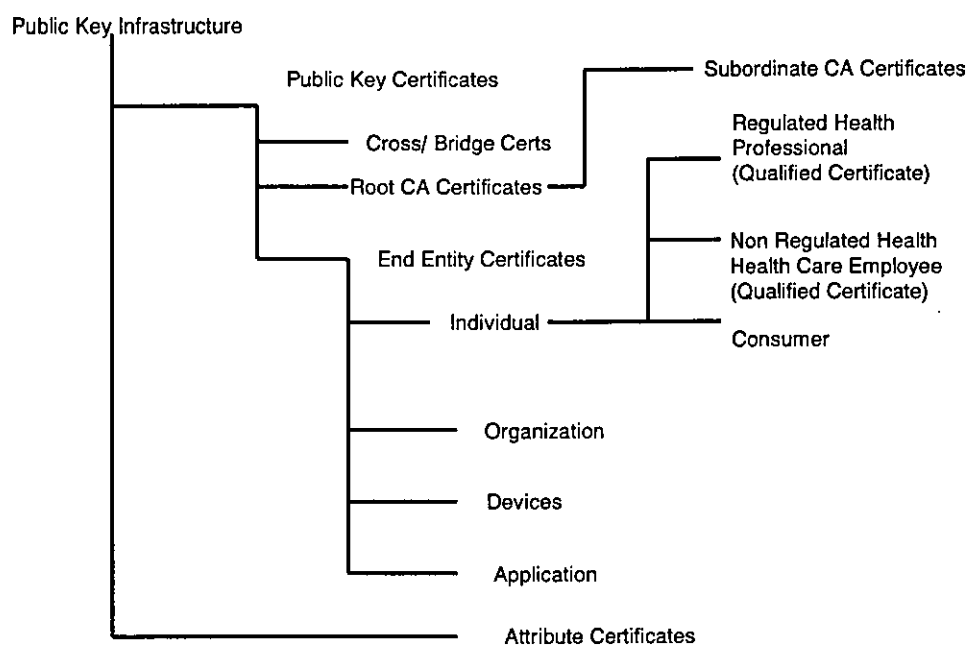 Public Key Infrastructure
Public Key Certificates
Subordinate CA Certificates
Cross/ Bridge Certs
Root CA Certificates
Regulated Health
Professional
(Qualified Certificate)
Non Regulated Health
Health Care Employee
(Qualified Certificate)
End Entity Certificates
Individual
Consumer
Organization
Devices
Application
Attribute Certificates